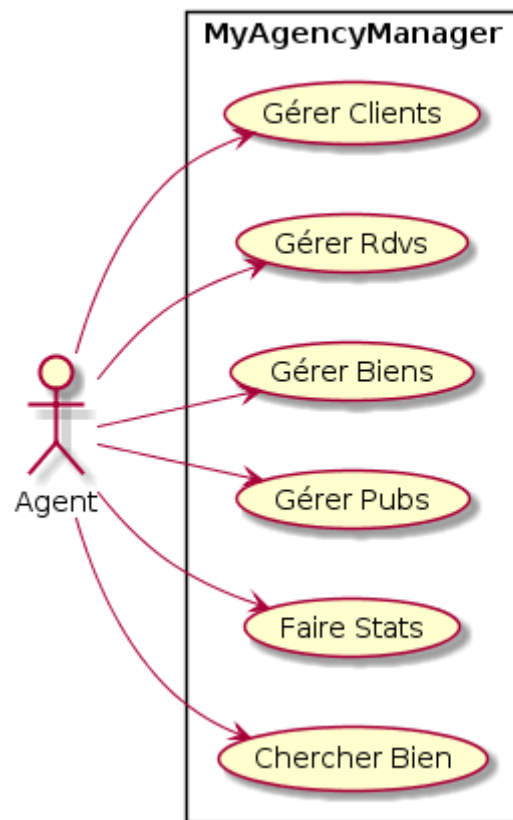 MyAgencyManager
Gérer Clients
Gérer Rdvs
Gérer Biens
Agent
Gérer Pubs
Faire Stats
Chercher Bien